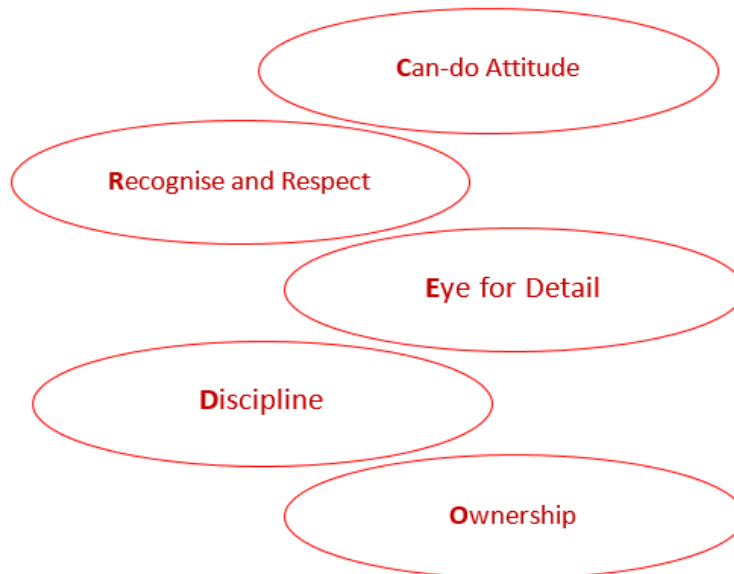 Can-do Attitude
Recognise and Respect
Eye for Detail
Discipline
Ownership